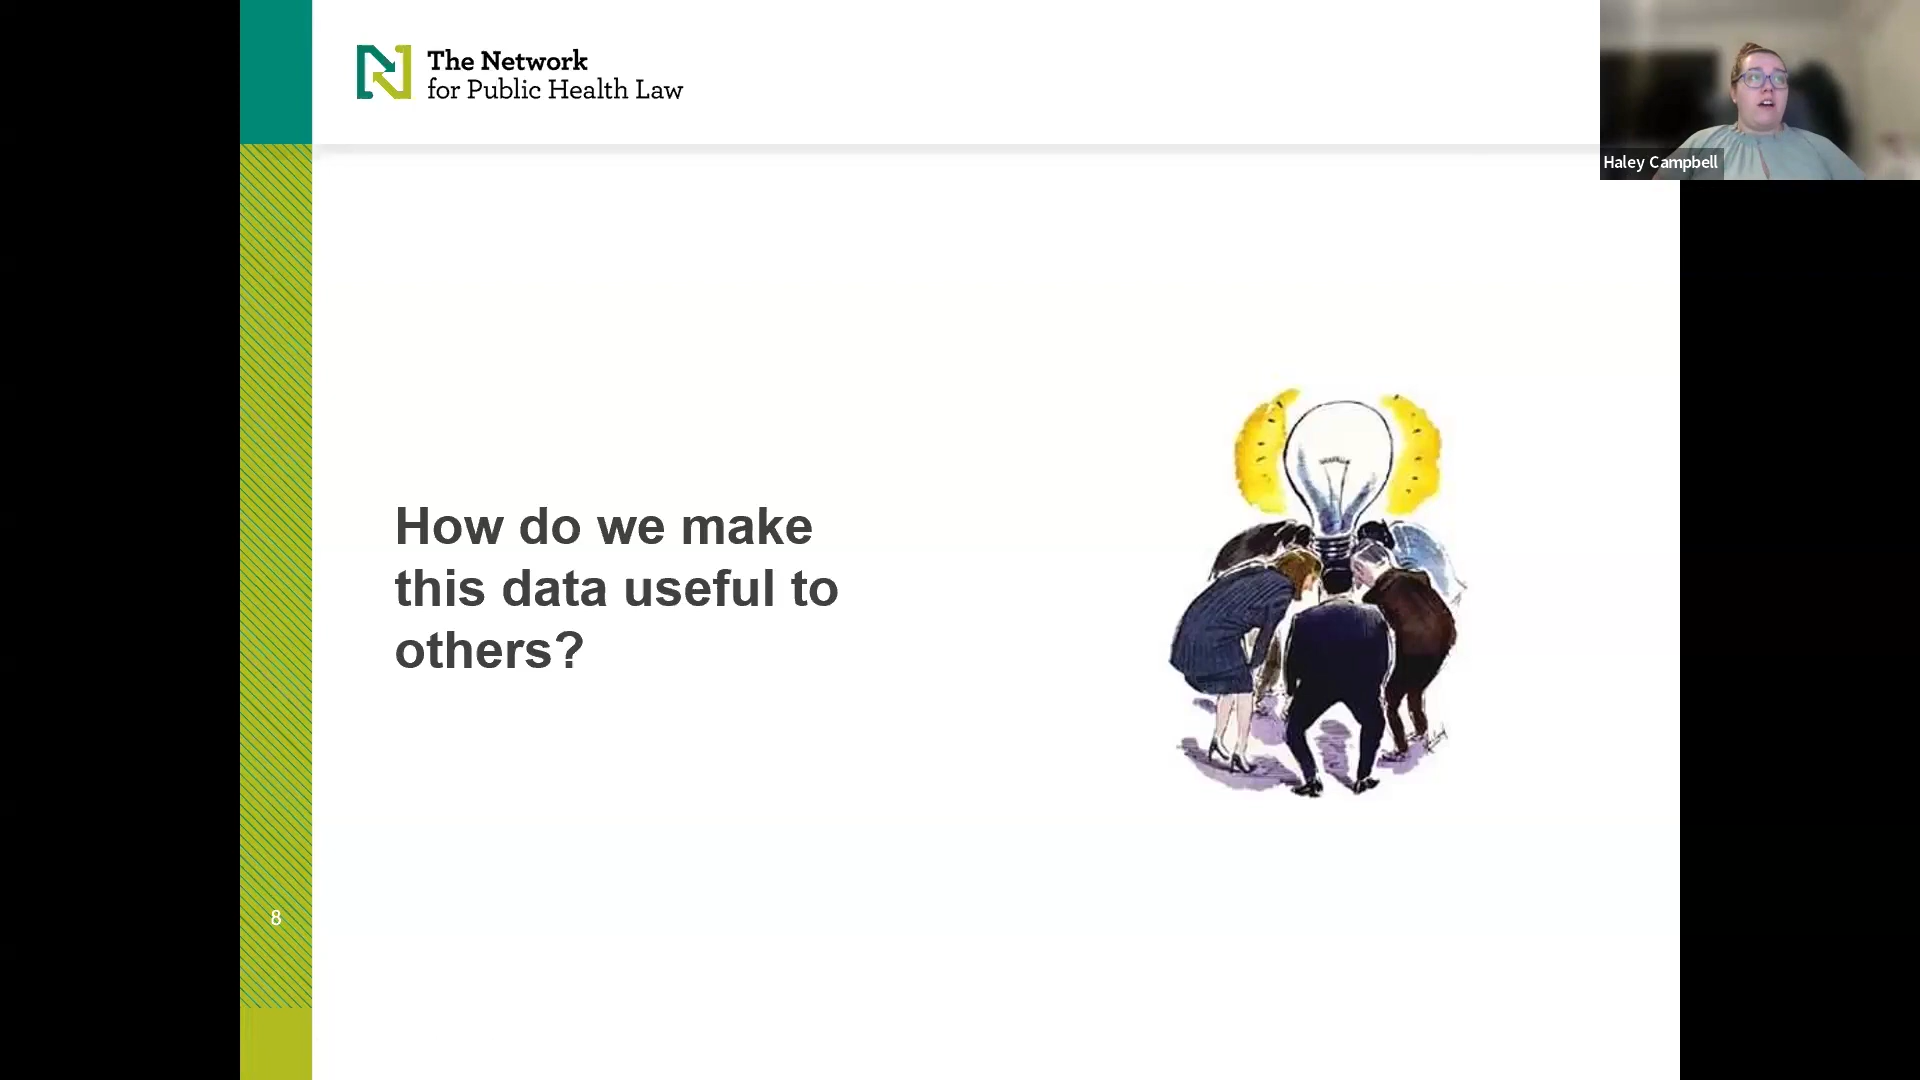 The Network
for Public Health Law
Haley Campbell
How do we make
this data useful to
others?
8